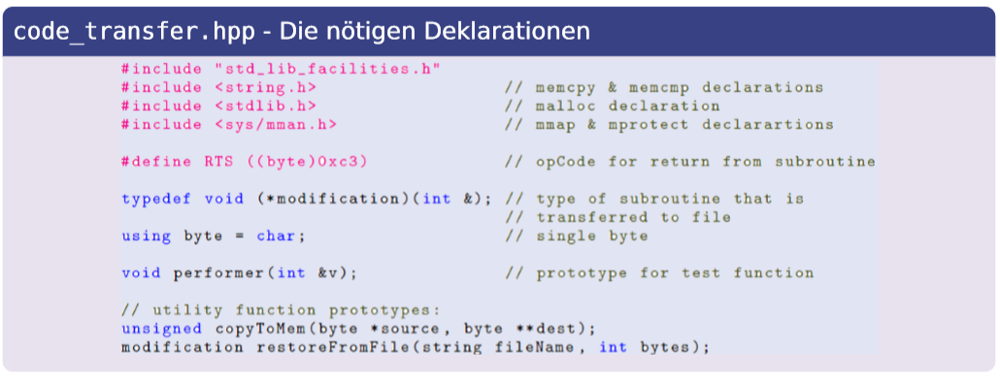 code_transfer.hpp - Die nötigen Deklarationen
#include "std_lib_facilities.h"
#include <string.h> // memcpy & memcmp declarations
#include <stdlib.h> // malloc declaration
#include <sys/mman.h> // mmap & mprotect declarartions
#define RTS ((byte)0xc3) // opCode for return from subroutine
typedef void (*modification)(int &); // type of subroutine that is
// transferred to file
using byte = char; // single byte
void performer(int &v); // prototype for test function
// utility function prototypes:
unsigned copyToMem(byte *source, byte **dest);
modification restoreFromFile(string fileName, int bytes);